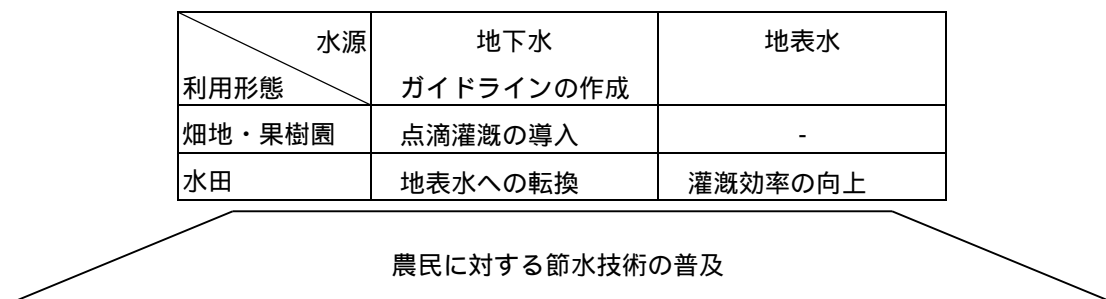 水源 地下水 地表水
利用形態 ガイドラインの作成
畑地・果樹園 点滴灌漑の導入 -
水田 地表水への転換 灌漑効率の向上
農民に対する節水技術の普及